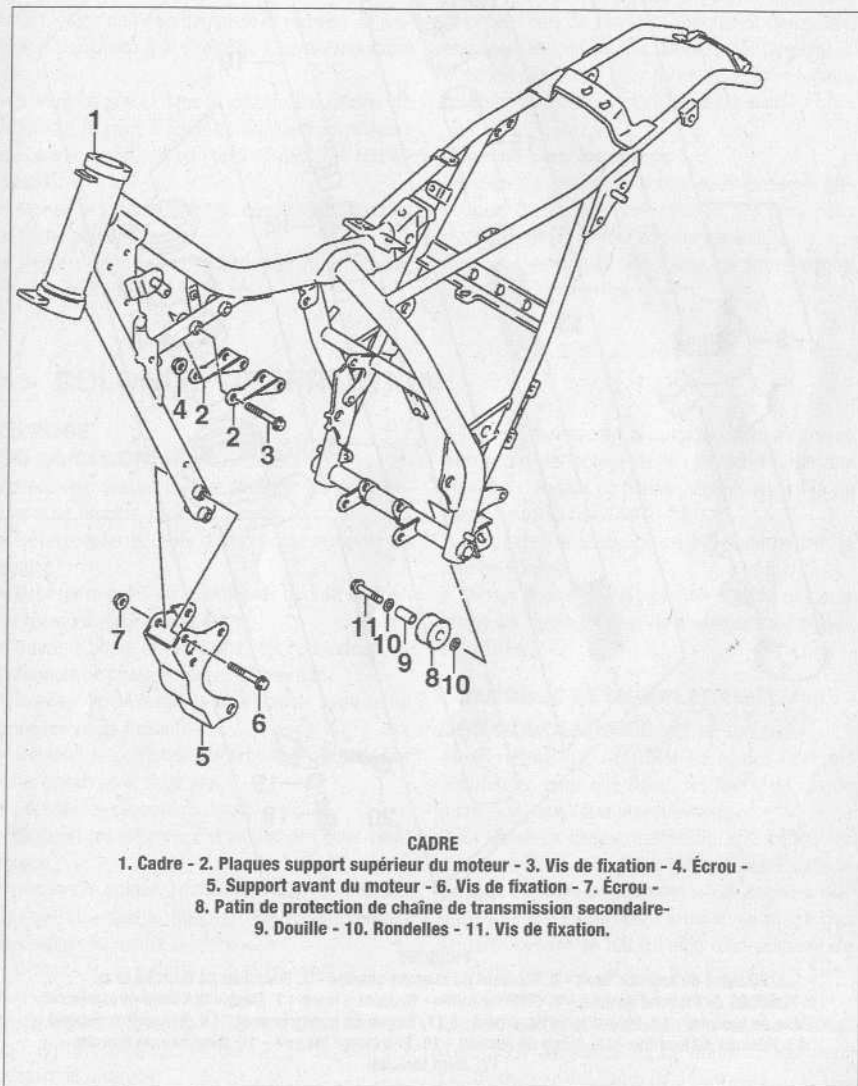 1
4
2
2
3
7
11
10
9
8
10
6
5
CADRE
1. Cadre - 2. Plaques support supérieur du moteur - 3. Vis de fixation - 4. Écrou -
5. Support avant du moteur - 6. Vis de fixation - 7. Écrou -
8. Patin de protection de chaîne de transmission secondaire-
9. Douille - 10. Rondelles - 11. Vis de fixation.